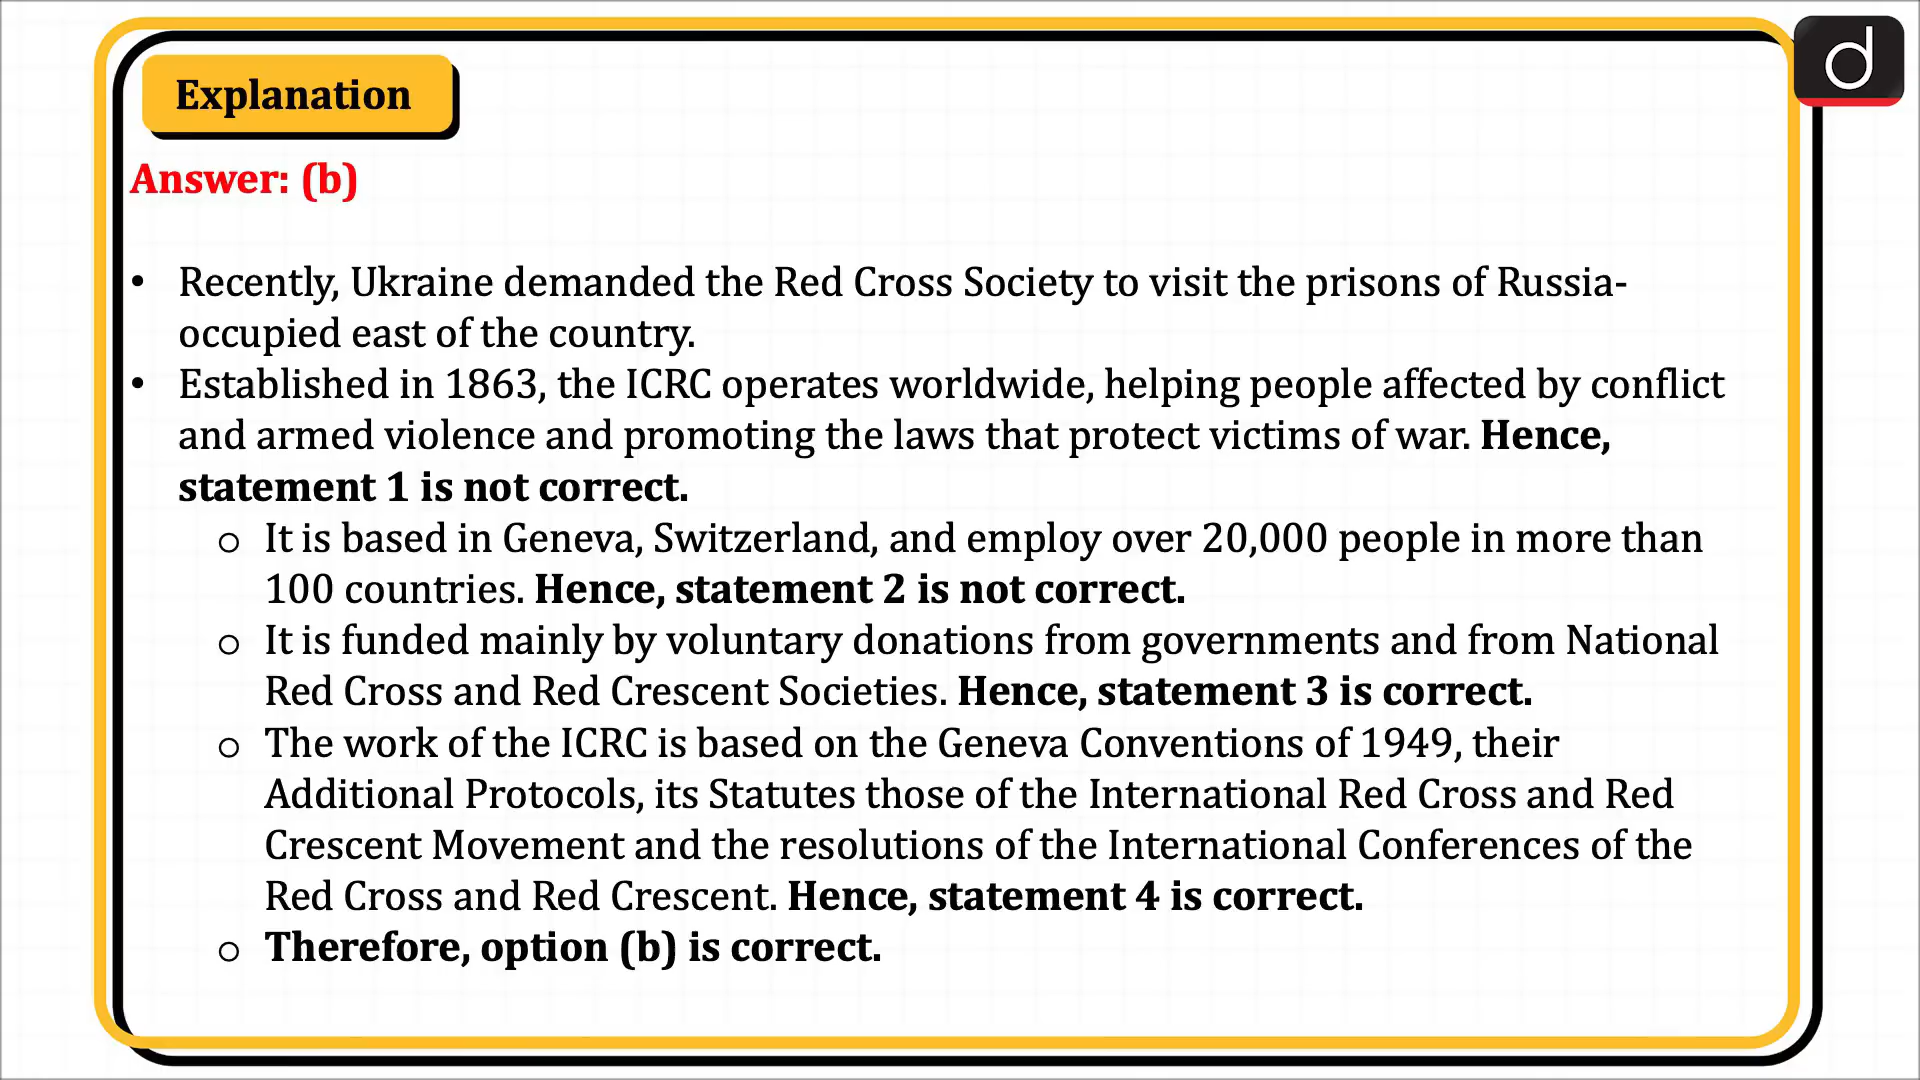 Explanation
d
Answer: (b)
• Recently, Ukraine demanded the Red Cross Society to visit the prisons of Russia-
occupied east of the country.
• Established in 1863, the ICRC operates worldwide, helping people affected by conflict
and armed violence and promoting the laws that protect victims of war. Hence,
statement 1 is not correct.
o It is based in Geneva, Switzerland, and employ over 20,000 people in more than
100 countries. Hence, statement 2 is not correct.
o It is funded mainly by voluntary donations from governments and from National
Red Cross and Red Crescent Societies. Hence, statement 3 is correct.
o The work of the ICRC is based on the Geneva Conventions of 1949, their
Additional Protocols, its Statutes those of the International Red Cross and Red
Crescent Movement and the resolutions of the International Conferences of the
Red Cross and Red Crescent. Hence, statement 4 is correct.
o Therefore, option (b) is correct.